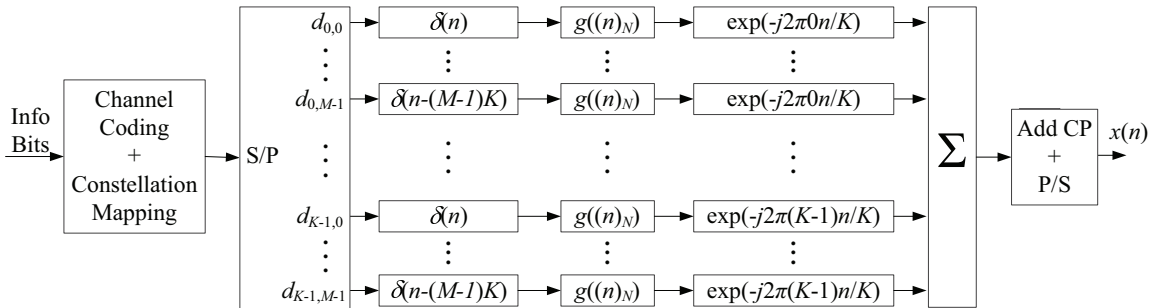 Info
Bits
Channel
Coding
+
Constellation
Mapping
S/P
d0,0 δ(n) g((n)N) exp(-j2π0n/K)
d0,M-1 δ(n-(M-1)K) g((n)N) exp(-j2π0n/K)
dK-1,0 δ(n) g((n)N) exp(-j2π(K-1)n/K)
dK-1,M-1 δ(n-(M-1)K) g((n)N) exp(-j2π(K-1)n/K)
Σ
Add CP
+
P/S
x(n)